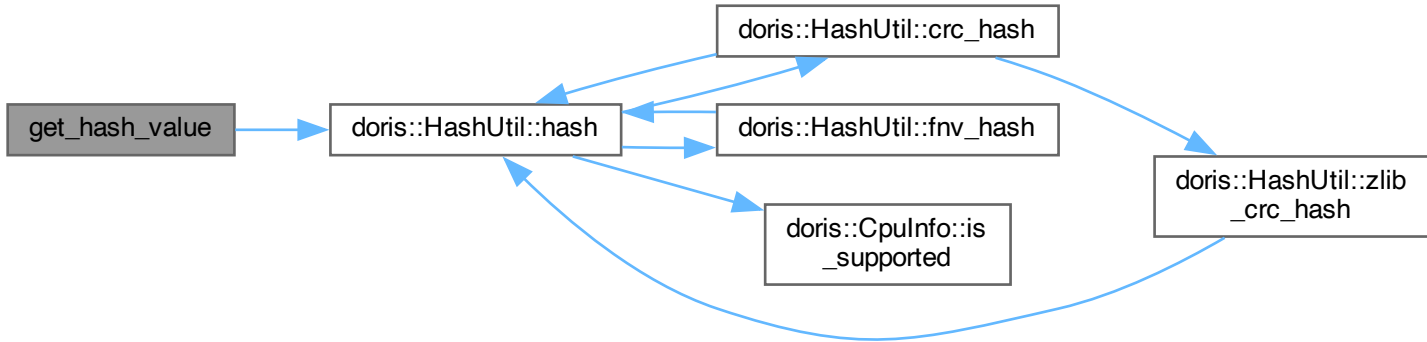 get_hash_value
doris::HashUtil::hash
doris::HashUtil::crc_hash
doris::HashUtil::fnv_hash
doris::CpuInfo::is
_supported
doris::HashUtil::zlib
_crc_hash